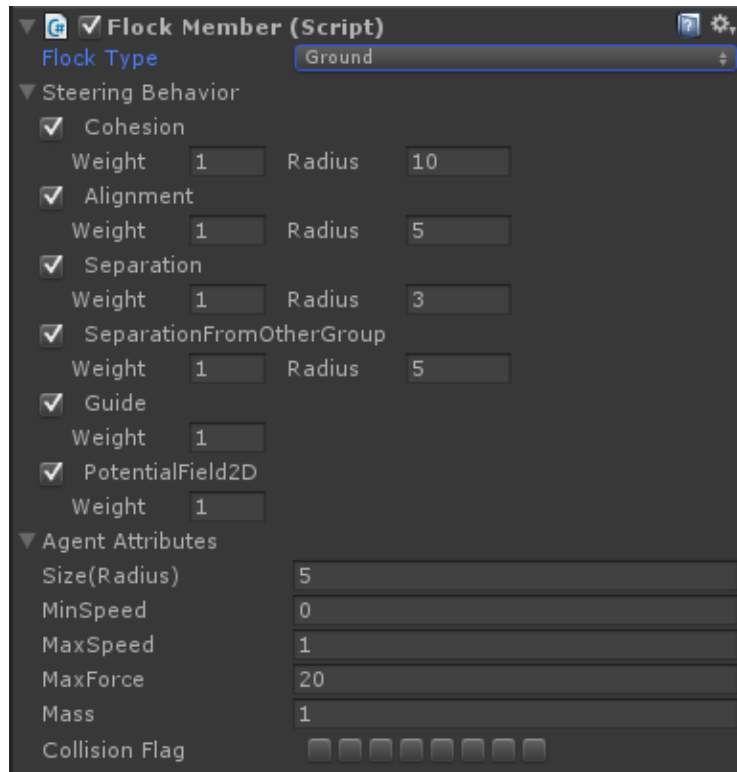 Flock Member (Script)
Flock Type Ground
Steering Behavior
Cohesion
Weight 1 Radius 10
Alignment
Weight 1 Radius 5
Separation
Weight 1 Radius 3
SeparationFromOtherGroup
Weight 1 Radius 5
Guide
Weight 1
PotentialField2D
Weight 1
Agent Attributes
Size(Radius) 5
MinSpeed 0
MaxSpeed 1
MaxForce 20
Mass 1
Collision Flag